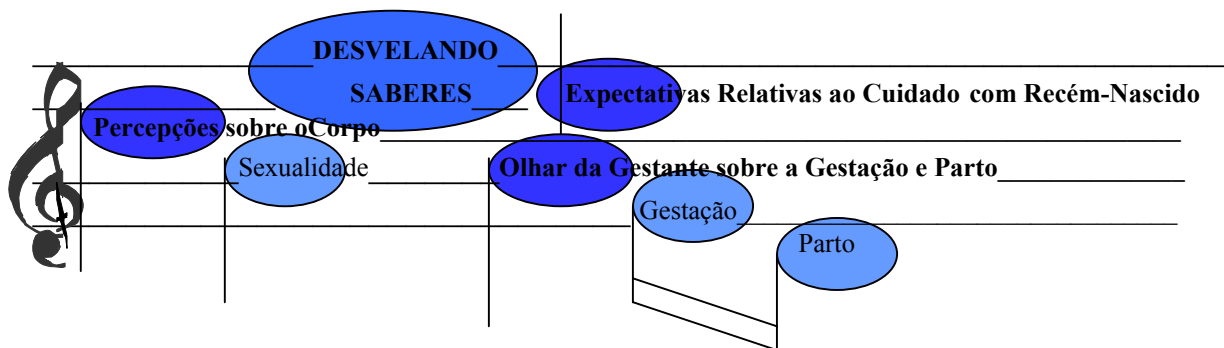 DESVELANDO
SABERES
Expectativas Relativas ao Cuidado com Recém-Nascido
Percepções sobre oCorpo
Sexualidade
Olhar da Gestante sobre a Gestação e Parto
Gestação
Parto